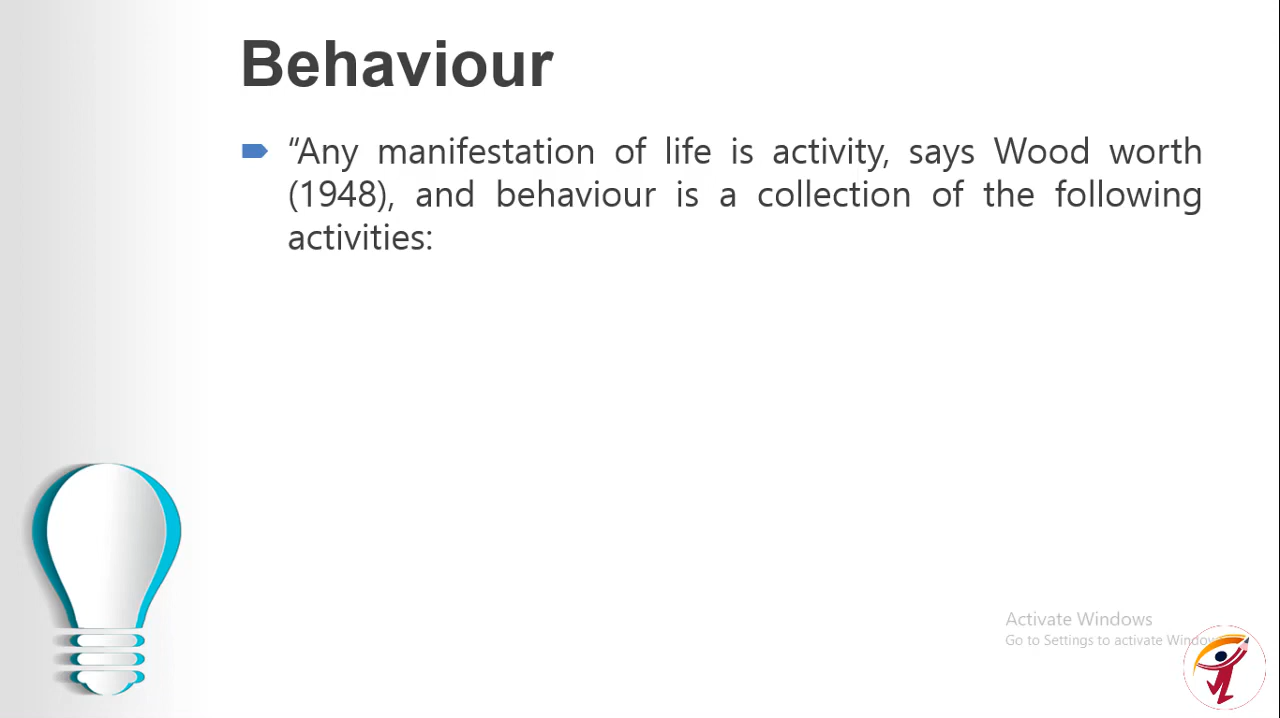 Behaviour
“Any manifestation of life is activity, says Wood worth
(1948), and behaviour is a collection of the following
activities:
Activate Windows
Go to Settings to activate Windows